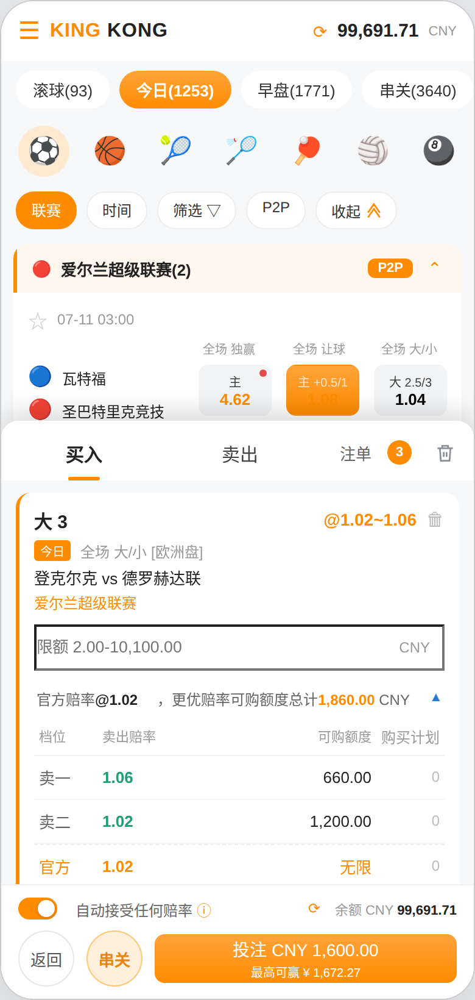 KING KONG 99,691.71 CNY
滚球(93) 今日(1253) 早盘(1771) 串关(3640)
8
联赛 时间 筛选 ▽ P2P 收起
爱尔兰超级联赛(2) P2P
☆ 07-11 03:00
全场 独赢 全场 让球 全场 大/小
瓦特福 主 主 +0.5/1 大 2.5/3
4.62 1.08 1.04
圣巴特里克竞技
买入 卖出 注单 3
大 3 @1.02~1.06
今日 全场 大/小 [欧洲盘]
登克尔克 vs 德罗赫达联
爱尔兰超级联赛
限额 2.00-10,100.00 CNY
官方赔率@1.02 ，更优赔率可购额度总计1,860.00 CNY ▲
档位 卖出赔率 可购额度 购买计划
卖一 1.06 660.00 0
卖二 1.02 1,200.00 0
官方 1.02 无限 0
自动接受任何赔率 ⓘ 余额 CNY 99,691.71
返回 串关 投注 CNY 1,600.00
最高可赢 ¥ 1,672.27